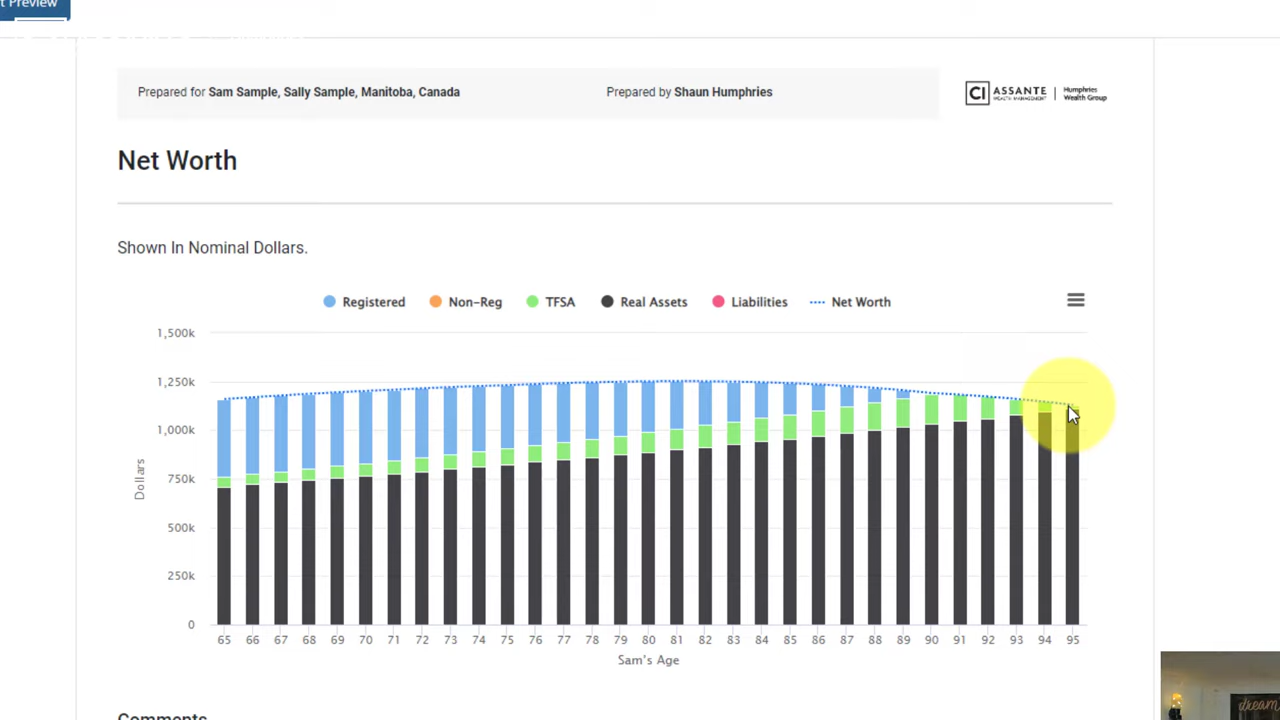 t Preview
Prepared for Sam Sample, Sally Sample, Manitoba, Canada
Prepared by Shaun Humphries
CI ASSANTE WEALTH MANAGEMENT | Humphries Wealth Group
Net Worth
Shown In Nominal Dollars.
Registered Non-Reg TFSA Real Assets Liabilities Net Worth
1,500k
1,250k
1,000k
750k
500k
250k
0
Dollars
65 66 67 68 69 70 71 72 73 74 75 76 77 78 79 80 81 82 83 84 85 86 87 88 89 90 91 92 93 94 95
Sam's Age
Comments
dream